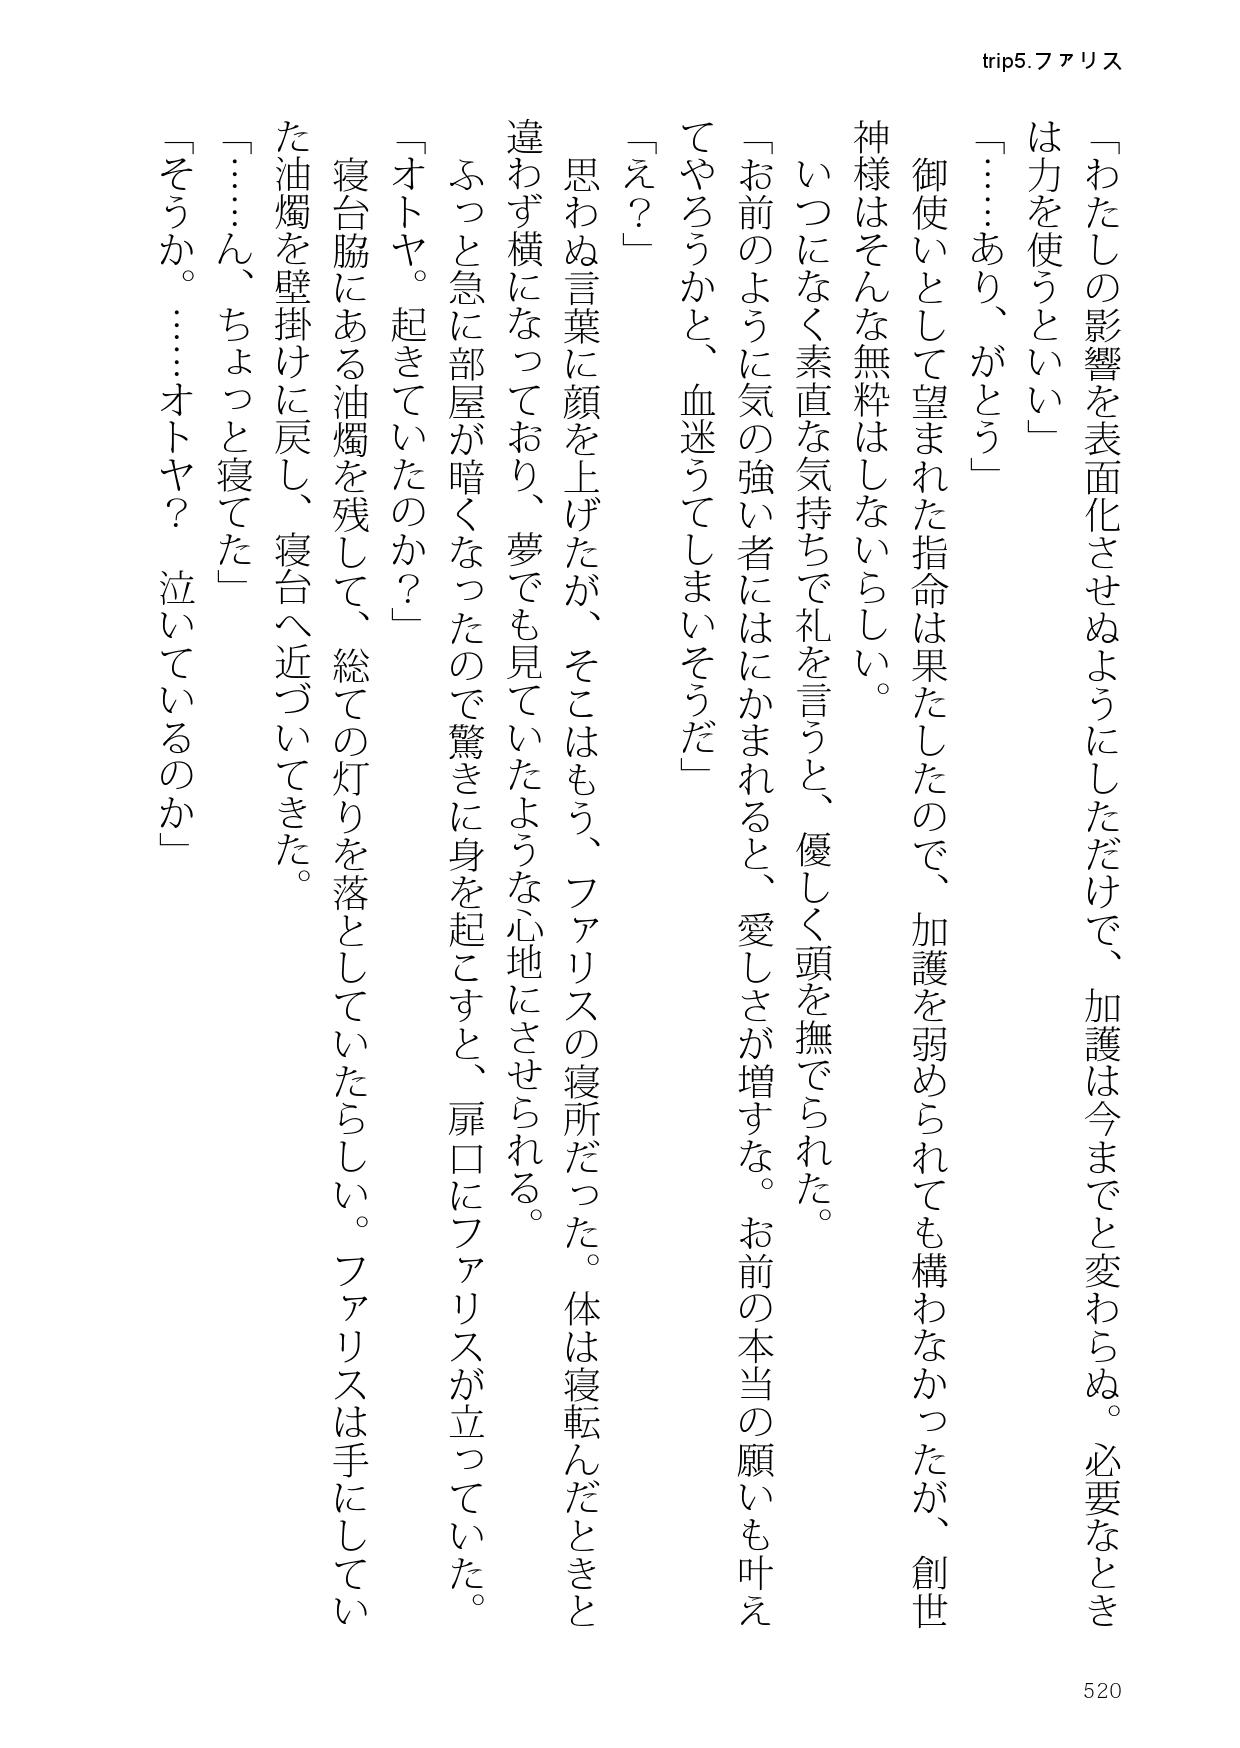 trip5.ファリス
「わたしの影響を表面化させぬようにしただけで、加護は今までと変わらぬ。必要なとき
は力を使うといい」
「……あり、がとう」
　御使いとして望まれた指命は果たしたので、加護を弱められても構わなかったが、創世
神様はそんな無粋はしないらしい。
　いつになく素直な気持ちで礼を言うと、優しく頭を撫でられた。
「お前のように気の強い者にはにかまれると、愛しさが増すな。お前の本当の願いも叶え
てやろうかと、血迷うてしまいそうだ」
「え？」
　思わぬ言葉に顔を上げたが、そこはもう、ファリスの寝所だった。体は寝転んだときと
違わず横になっており、夢でも見ていたような心地にさせられる。
　ふっと急に部屋が暗くなったので驚きに身を起こすと、扉口にファリスが立っていた。
「オトヤ。起きていたのか？」
　寝台脇にある油燭を残して、総ての灯りを落としていたらしい。ファリスは手にしてい
た油燭を壁掛けに戻し、寝台へ近づいてきた。
「……ん、ちょっと寝てた」
「そうか。……オトヤ？　泣いているのか」
520